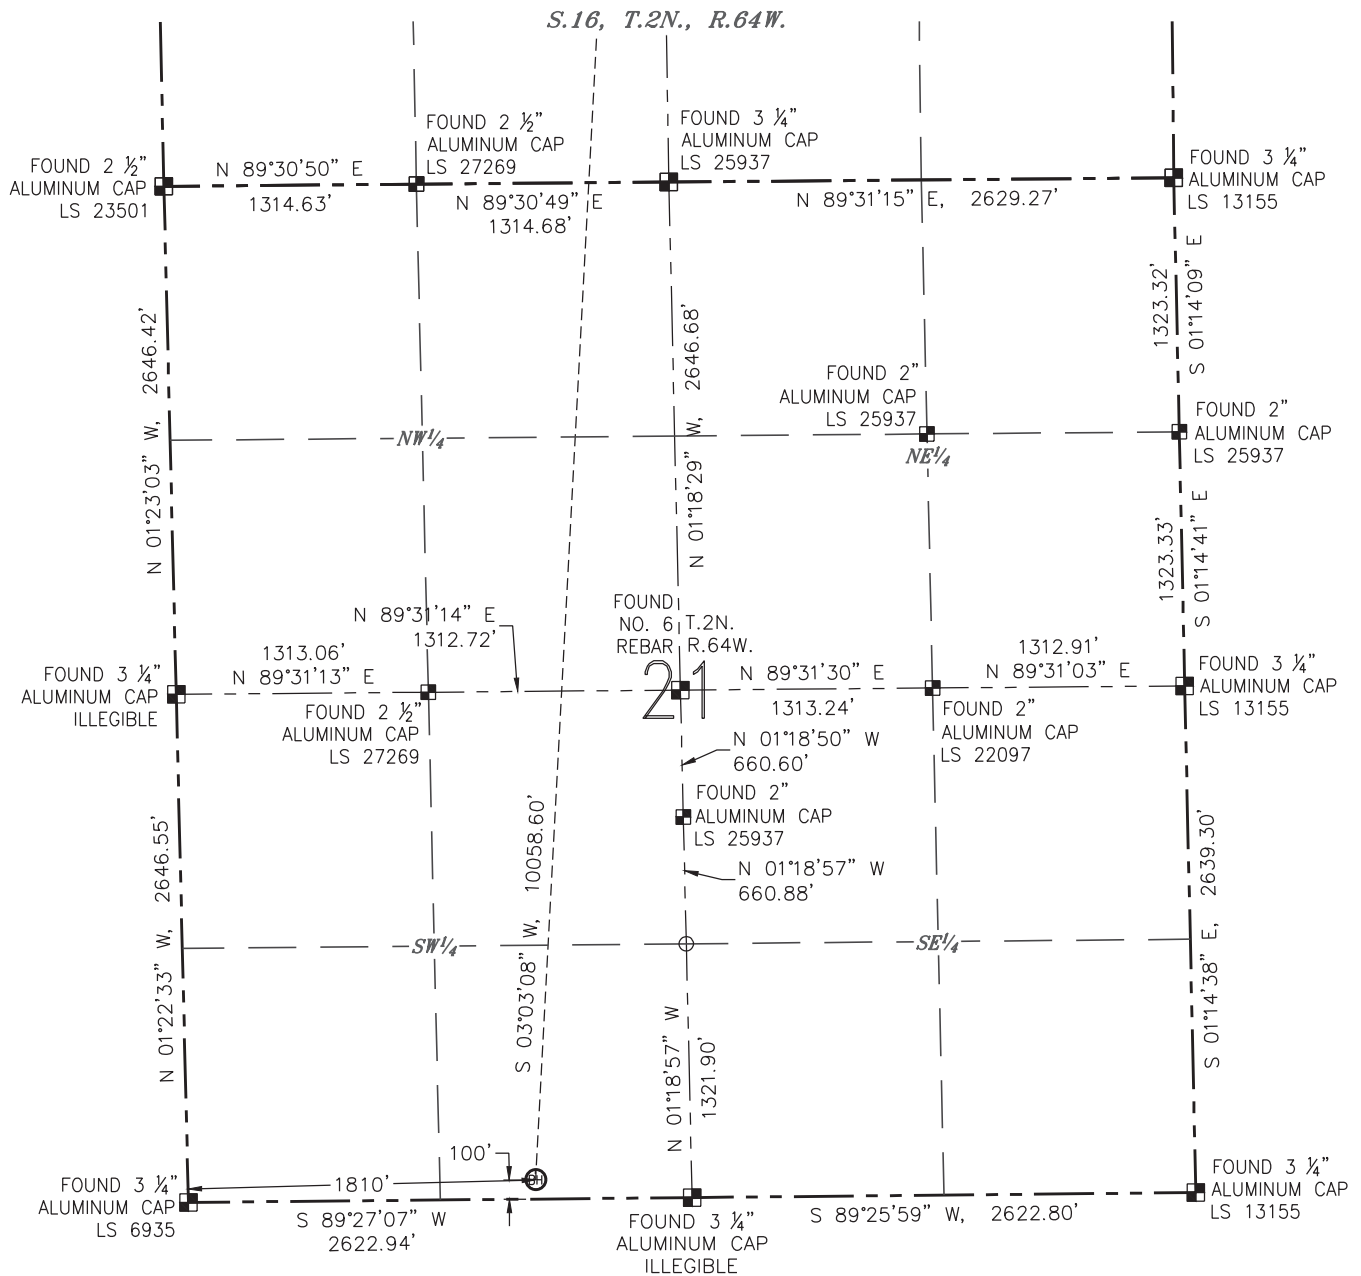 S.16, T.2N., R.64W.
FOUND 2 ½"
ALUMINUM CAP
LS 23501
N 89°30'50" E
1314.63'
FOUND 2 ½"
ALUMINUM CAP
LS 27269
N 89°30'49" E
1314.68'
FOUND 3 ¼"
ALUMINUM CAP
LS 25937
N 89°31'15" E, 2629.27'
FOUND 3 ¼"
ALUMINUM CAP
LS 13155
N 01°23'03" W, 2646.42'
N 01°18'29" W, 2646.68'
1323.32'
S 01°14'09" E
FOUND 2"
ALUMINUM CAP
LS 25937
FOUND 2"
ALUMINUM CAP
LS 25937
NW¼
NE¼
1323.33'
S 01°14'41" E
N 89°31'14" E
1312.72'
FOUND
NO. 6
REBAR
T.2N.
R.64W.
21
FOUND 3 ¼"
ALUMINUM CAP
ILLEGIBLE
1313.06'
N 89°31'13" E
FOUND 2 ½"
ALUMINUM CAP
LS 27269
N 89°31'30" E
1313.24'
1312.91'
N 89°31'03" E
FOUND 3 ¼"
ALUMINUM CAP
LS 13155
FOUND 2"
ALUMINUM CAP
LS 22097
N 01°18'50" W
660.60'
FOUND 2"
ALUMINUM CAP
LS 25937
N 01°18'57" W
660.88'
N 01°22'33" W, 2646.55'
S 03°03'08" W, 10058.60'
S 01°14'38" E, 2639.30'
SW¼
SE¼
N 01°18'57" W
1321.90'
100'
1810'
BH
FOUND 3 ¼"
ALUMINUM CAP
LS 6935
S 89°27'07" W
2622.94'
FOUND 3 ¼"
ALUMINUM CAP
ILLEGIBLE
S 89°25'59" W, 2622.80'
FOUND 3 ¼"
ALUMINUM CAP
LS 13155